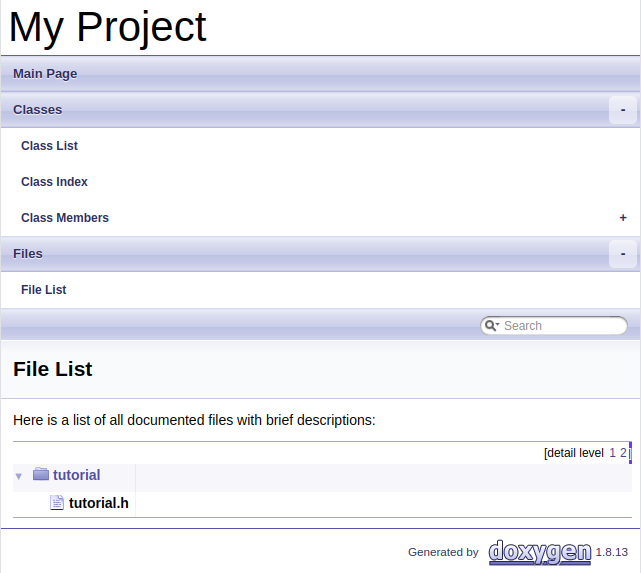 My Project
Main Page
Classes -
Class List
Class Index
Class Members +
Files -
File List
Search
File List
Here is a list of all documented files with brief descriptions:
[detail level 1 2]
tutorial
tutorial.h
Generated by doxygen 1.8.13